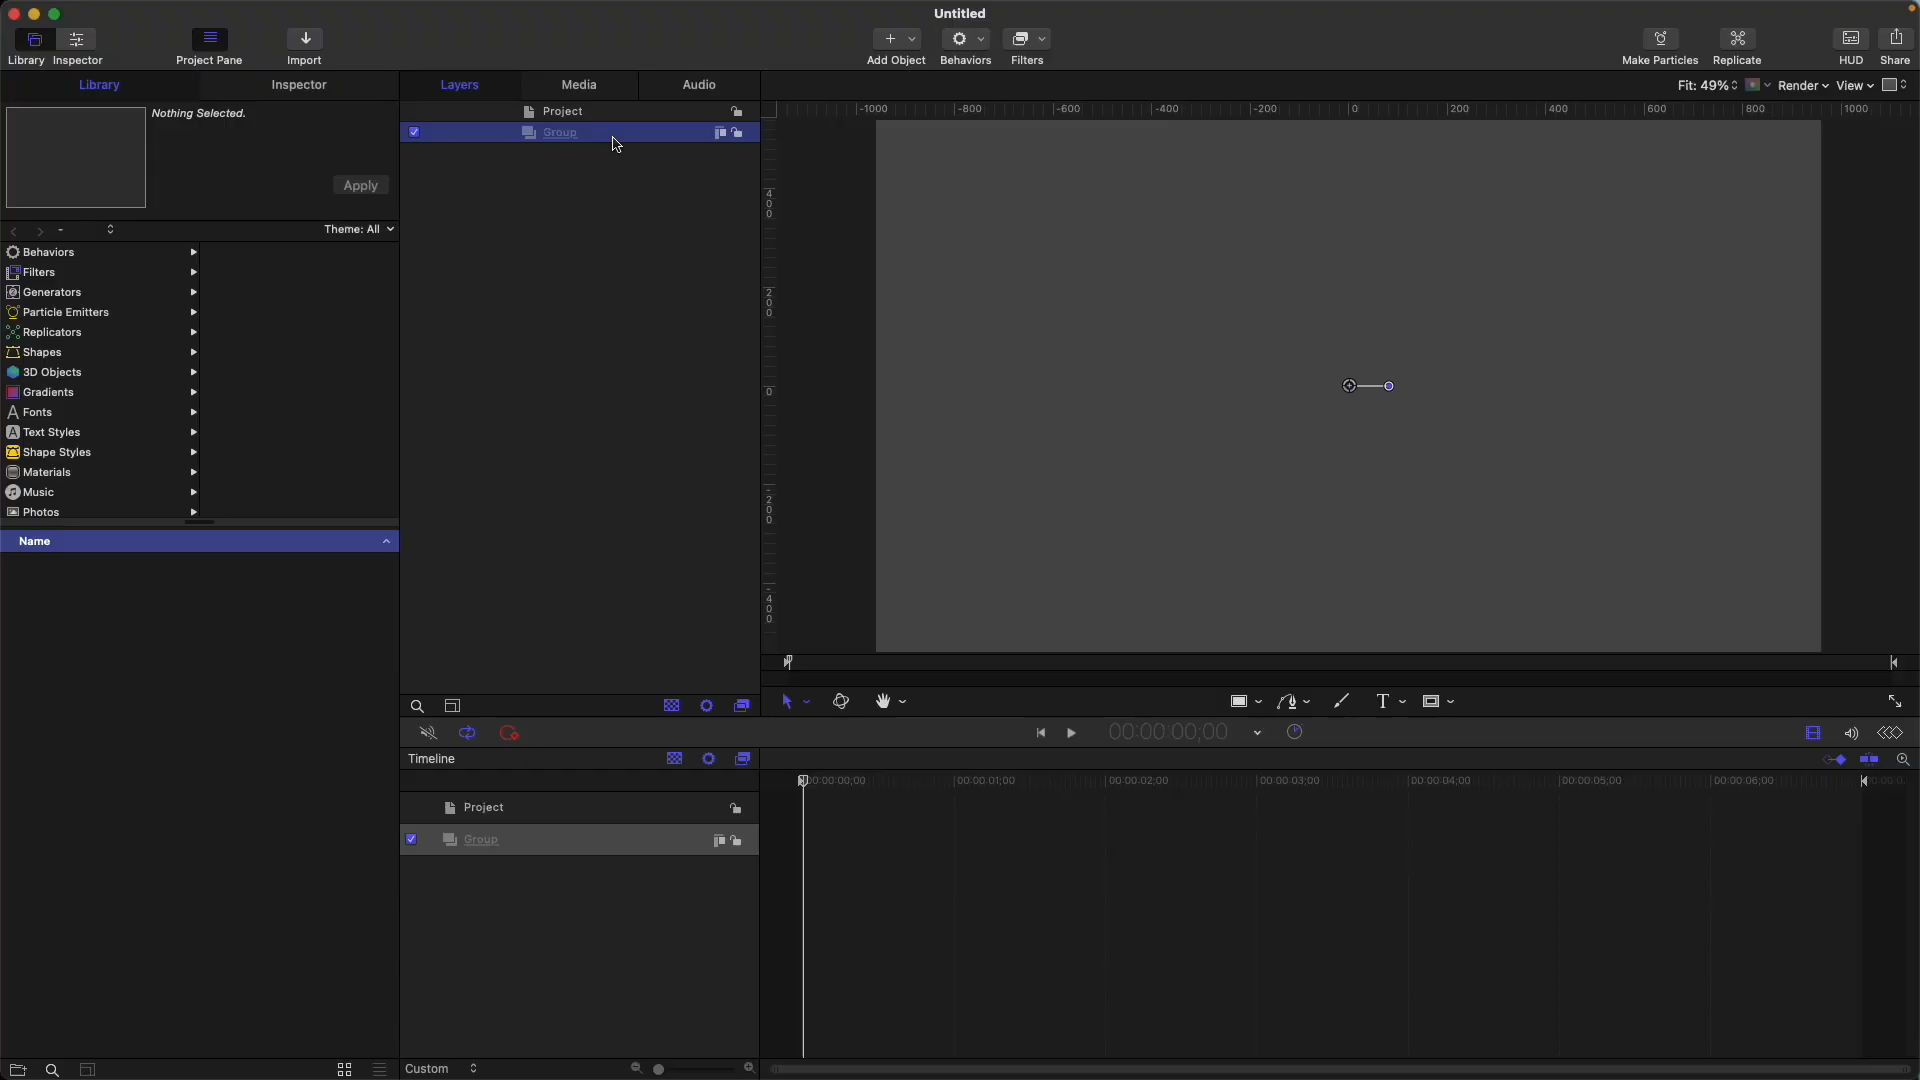 Untitled
Library Inspector Project Pane Import Add Object Behaviors Filters Make Particles Replicate HUD Share
Library Inspector Layers Media Audio
Fit: 49% Render View
Nothing Selected.
Apply
Project
Group
-1000 -800 -600 -400 -200 0 200 400 600 800 1000
400
200
0
-200
-400
- Theme: All
Behaviors
Filters
Generators
Particle Emitters
Replicators
Shapes
3D Objects
Gradients
Fonts
Text Styles
Shape Styles
Materials
Music
Photos
Name
T
00:00:00;00
Timeline
00:00:00;00 00:00:01;00 00:00:02;00 00:00:03;00 00:00:04;00 00:00:05;00 00:00:06;00
Project
Group
Custom